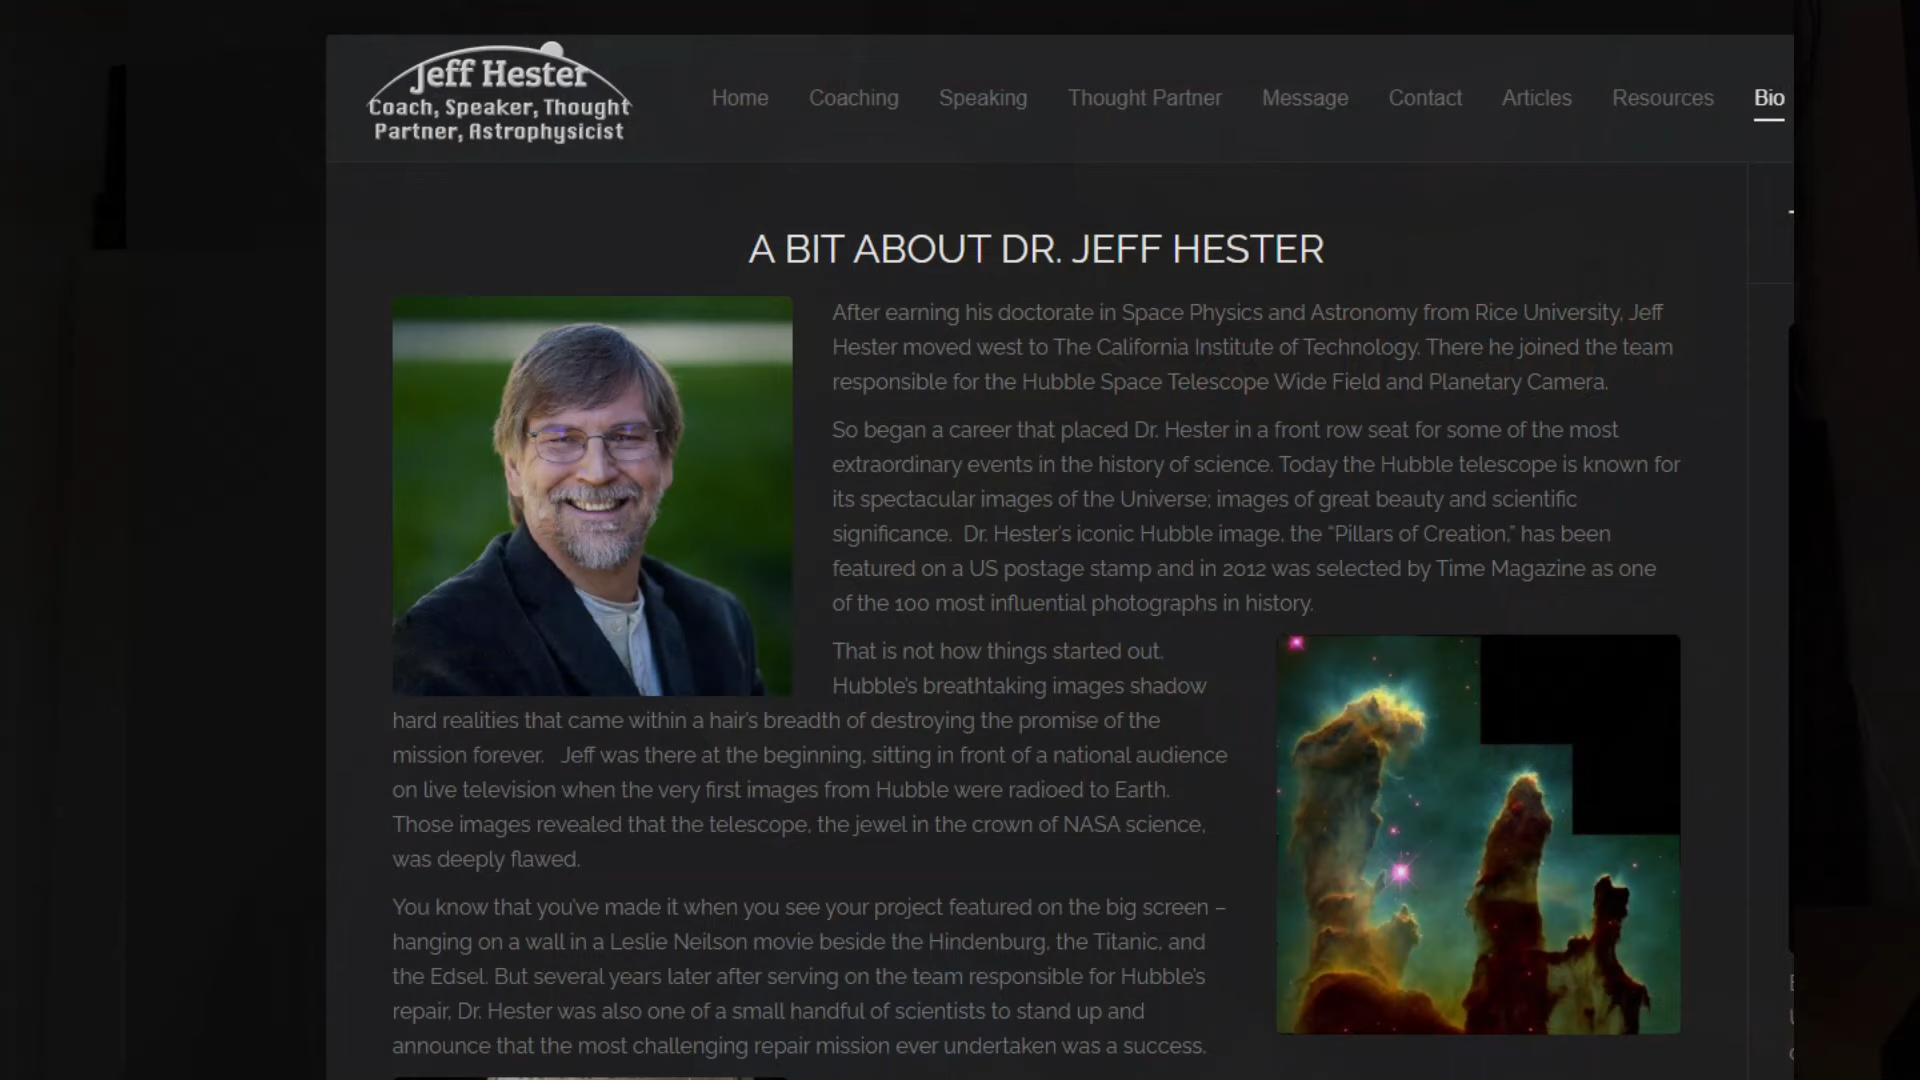 Jeff Hester
Coach, Speaker, Thought
Partner, Astrophysicist
Home Coaching Speaking Thought Partner Message Contact Articles Resources Bio
A BIT ABOUT DR. JEFF HESTER
After earning his doctorate in Space Physics and Astronomy from Rice University, Jeff
Hester moved west to The California Institute of Technology. There he joined the team
responsible for the Hubble Space Telescope Wide Field and Planetary Camera.
So began a career that placed Dr. Hester in a front row seat for some of the most
extraordinary events in the history of science. Today the Hubble telescope is known for
its spectacular images of the Universe; images of great beauty and scientific
significance.  Dr. Hester’s iconic Hubble image, the “Pillars of Creation,” has been
featured on a US postage stamp and in 2012 was selected by Time Magazine as one
of the 100 most influential photographs in history.
That is not how things started out.
Hubble’s breathtaking images shadow
hard realities that came within a hair’s breadth of destroying the promise of the
mission forever.   Jeff was there at the beginning, sitting in front of a national audience
on live television when the very first images from Hubble were radioed to Earth.
Those images revealed that the telescope, the jewel in the crown of NASA science,
was deeply flawed.
You know that you’ve made it when you see your project featured on the big screen –
hanging on a wall in a Leslie Neilson movie beside the Hindenburg, the Titanic, and
the Edsel. But several years later after serving on the team responsible for Hubble’s
repair, Dr. Hester was also one of a small handful of scientists to stand up and
announce that the most challenging repair mission ever undertaken was a success.